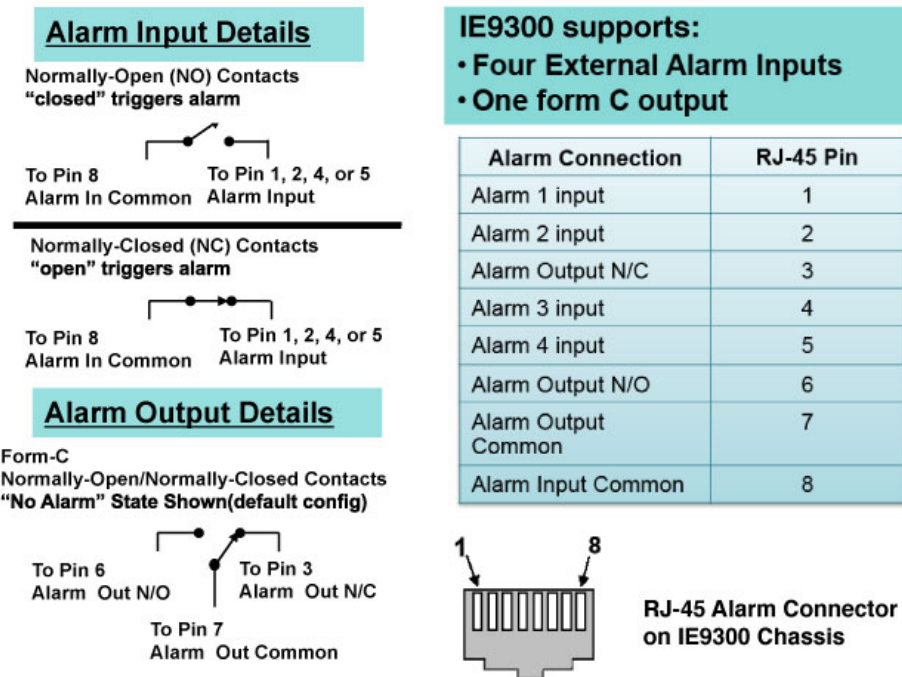 Alarm Input Details
Normally-Open (NO) Contacts
“closed” triggers alarm
To Pin 8
Alarm In Common
To Pin 1, 2, 4, or 5
Alarm Input
Normally-Closed (NC) Contacts
“open” triggers alarm
To Pin 8
Alarm In Common
To Pin 1, 2, 4, or 5
Alarm Input
Alarm Output Details
Form-C
Normally-Open/Normally-Closed Contacts
“No Alarm” State Shown(default config)
To Pin 6
Alarm Out N/O
To Pin 3
Alarm Out N/C
To Pin 7
Alarm Out Common
IE9300 supports:
• Four External Alarm Inputs
• One form C output
Alarm Connection RJ-45 Pin
Alarm 1 input 1
Alarm 2 input 2
Alarm Output N/C 3
Alarm 3 input 4
Alarm 4 input 5
Alarm Output N/O 6
Alarm Output 7
Common
Alarm Input Common 8
1 8
RJ-45 Alarm Connector
on IE9300 Chassis